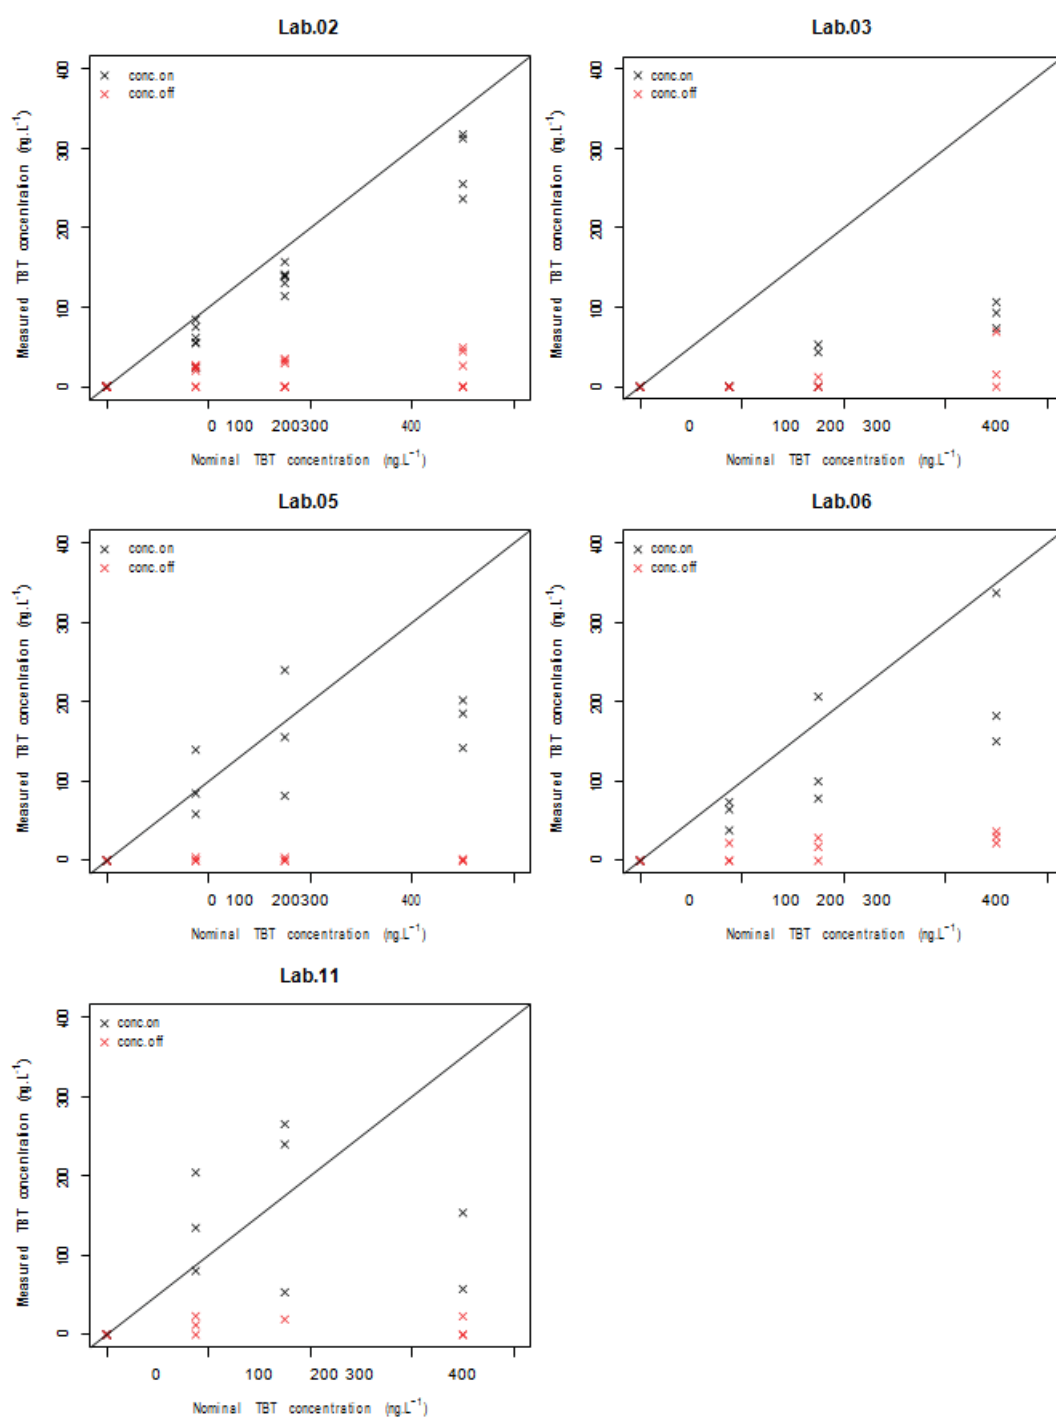 Lab.02
Lab.03
400
300
200
100
0
Measured TBT concentration (ng.L⁻¹)
× conc.on
× conc.off
0 100 200300 400
Nominal TBT concentration (ng.L⁻¹)
400
300
200
100
0
Measured TBT concentration (ng.L⁻¹)
× conc.on
× conc.off
0 100 200 300 400
Nominal TBT concentration (ng.L⁻¹)
Lab.05
Lab.06
400
300
200
100
0
Measured TBT concentration (ng.L⁻¹)
× conc.on
× conc.off
0 100 200300 400
Nominal TBT concentration (ng.L⁻¹)
400
300
200
100
0
Measured TBT concentration (ng.L⁻¹)
× conc.on
× conc.off
0 100 200 300 400
Nominal TBT concentration (ng.L⁻¹)
Lab.11
400
300
200
100
0
Measured TBT concentration (ng.L⁻¹)
× conc.on
× conc.off
0 100 200 300 400
Nominal TBT concentration (ng.L⁻¹)